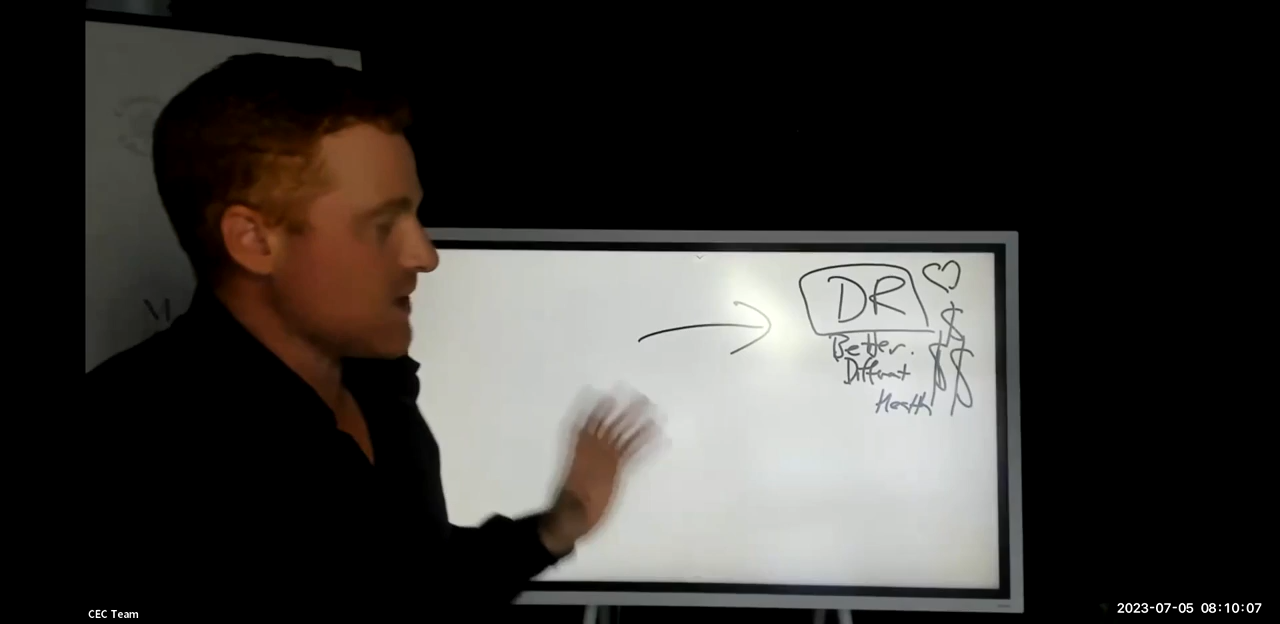 DR
$
Better.
$$
Different
Health
CEC Team
2023-07-05 08:10:07